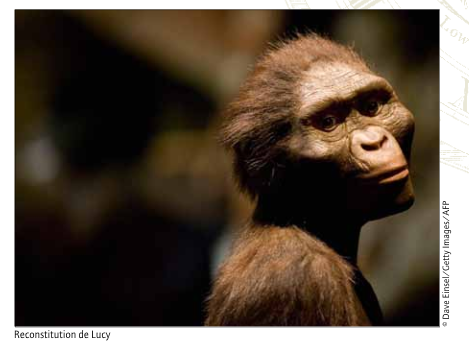 © Dave Einsel/Getty Images/AFP
Reconstitution de Lucy